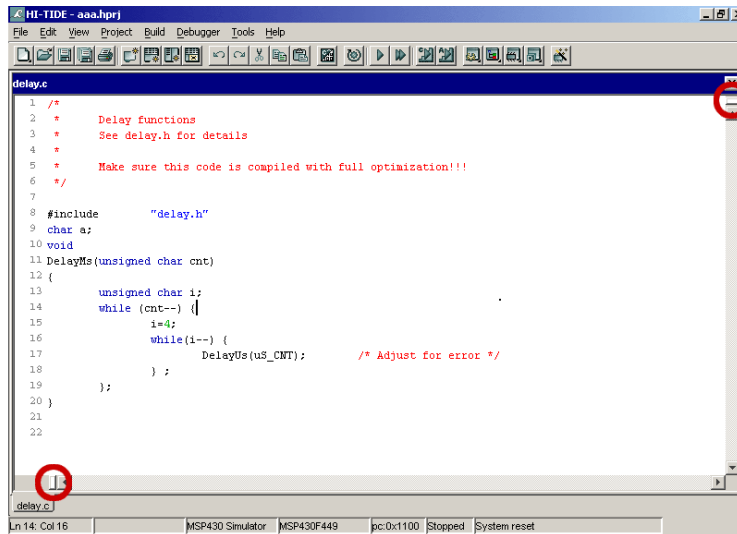 HI-TIDE - aaa.hprj
File Edit View Project Build Debugger Tools Help
delay.c
1 /*
2 * Delay functions
3 * See delay.h for details
4 *
5 * Make sure this code is compiled with full optimization!!!
6 */
7
8 #include "delay.h"
9 char a;
10 void
11 DelayMs(unsigned char cnt)
12 {
13 unsigned char i;
14 while (cnt--) {
15 i=4;
16 while(i--) {
17 DelayUs(uS_CNT); /* Adjust for error */
18 } ;
19 };
20 }
21
22
delay.c
Ln 14: Col 16 MSP430 Simulator MSP430F449 pc:0x1100 Stopped System reset